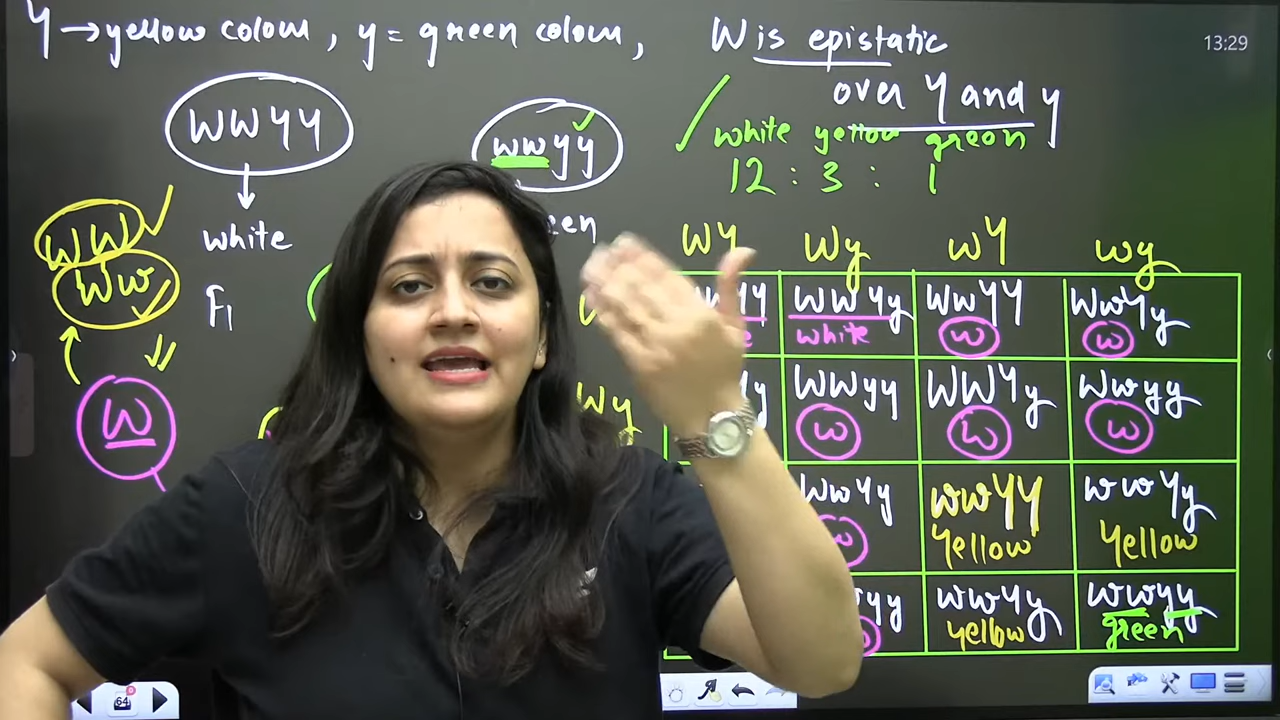 Y → yellow colour, y = green colour, W is epistatic
13:29
over Y and y
WWYY
wwyy
white yellow green
12 : 3 : 1
WW
Ww
white
F1
W
WY Wy wY wy
WWYy WwYY WwYy
white W W
Wy
WWyy WWYy Wwyy
W W W
WwYy wwYY wwYy
Yellow Yellow
wwYy wwyy
yellow green
64